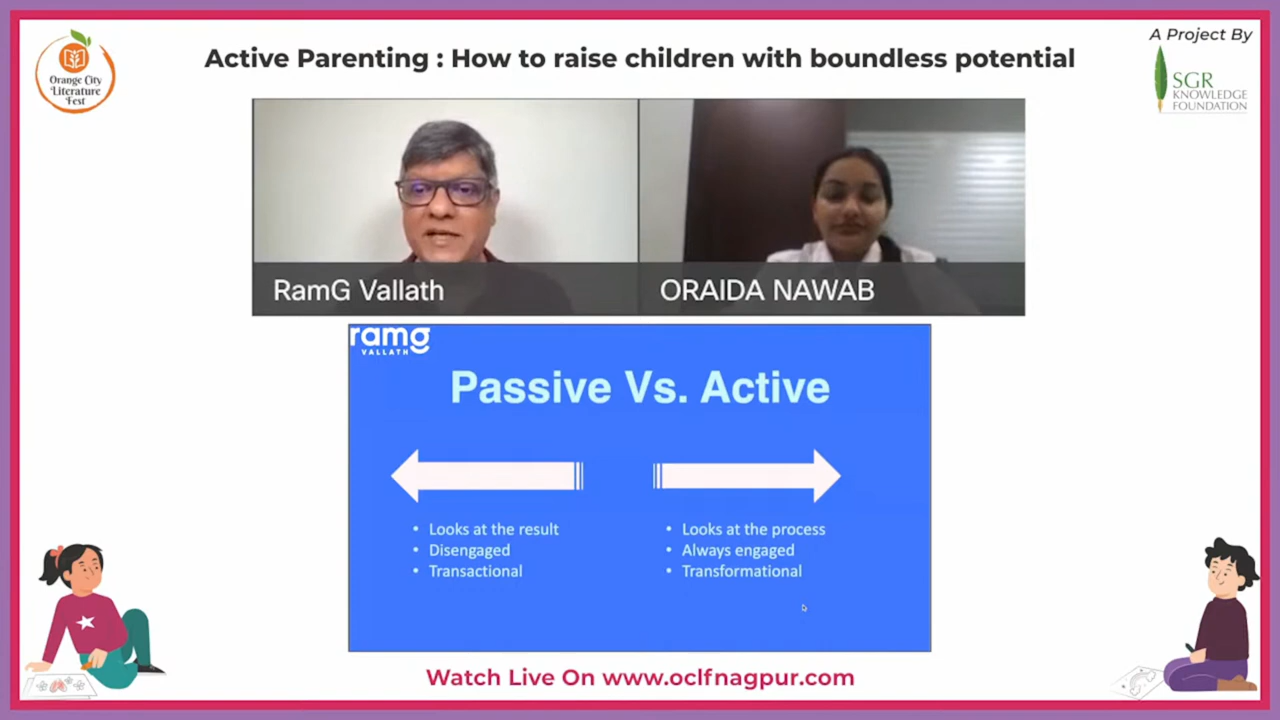 Orange City
Literature
Fest
Active Parenting : How to raise children with boundless potential
A Project By
SGR
KNOWLEDGE
FOUNDATION
RamG Vallath
ORAIDA NAWAB
ramg
VALLATH
Passive Vs. Active
• Looks at the result
• Disengaged
• Transactional
• Looks at the process
• Always engaged
• Transformational
Watch Live On www.oclfnagpur.com